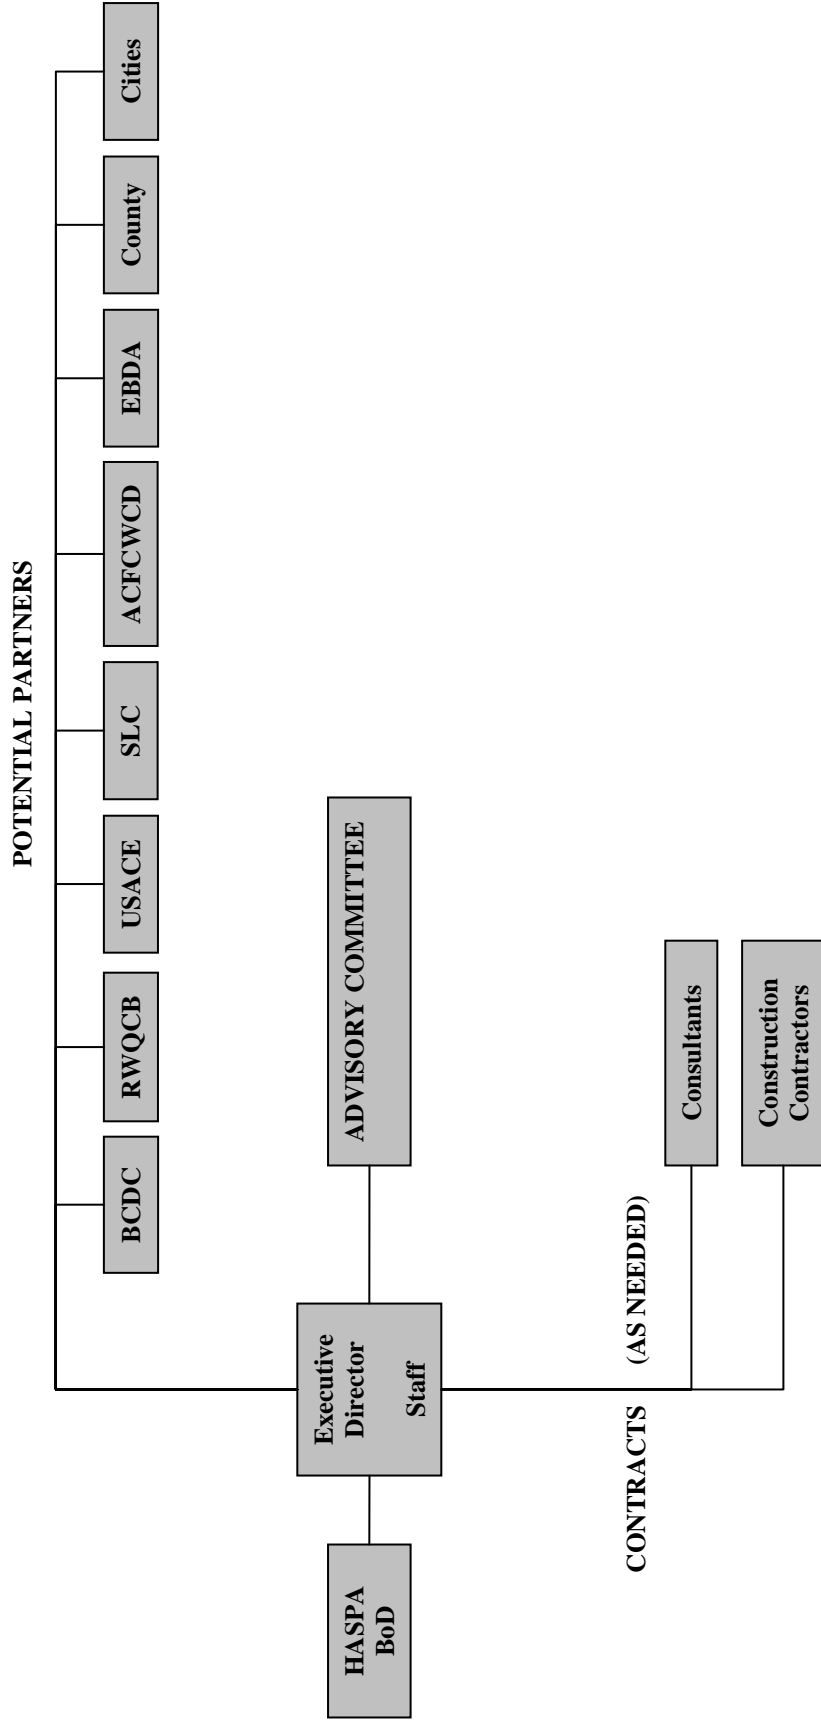 POTENTIAL PARTNERS
BCDC
RWQCB
USACE
SLC
ACFCWCD
EBDA
County
Cities
HASPA
BoD
Executive
Director
Staff
ADVISORY COMMITTEE
CONTRACTS (AS NEEDED)
Consultants
Construction
Contractors